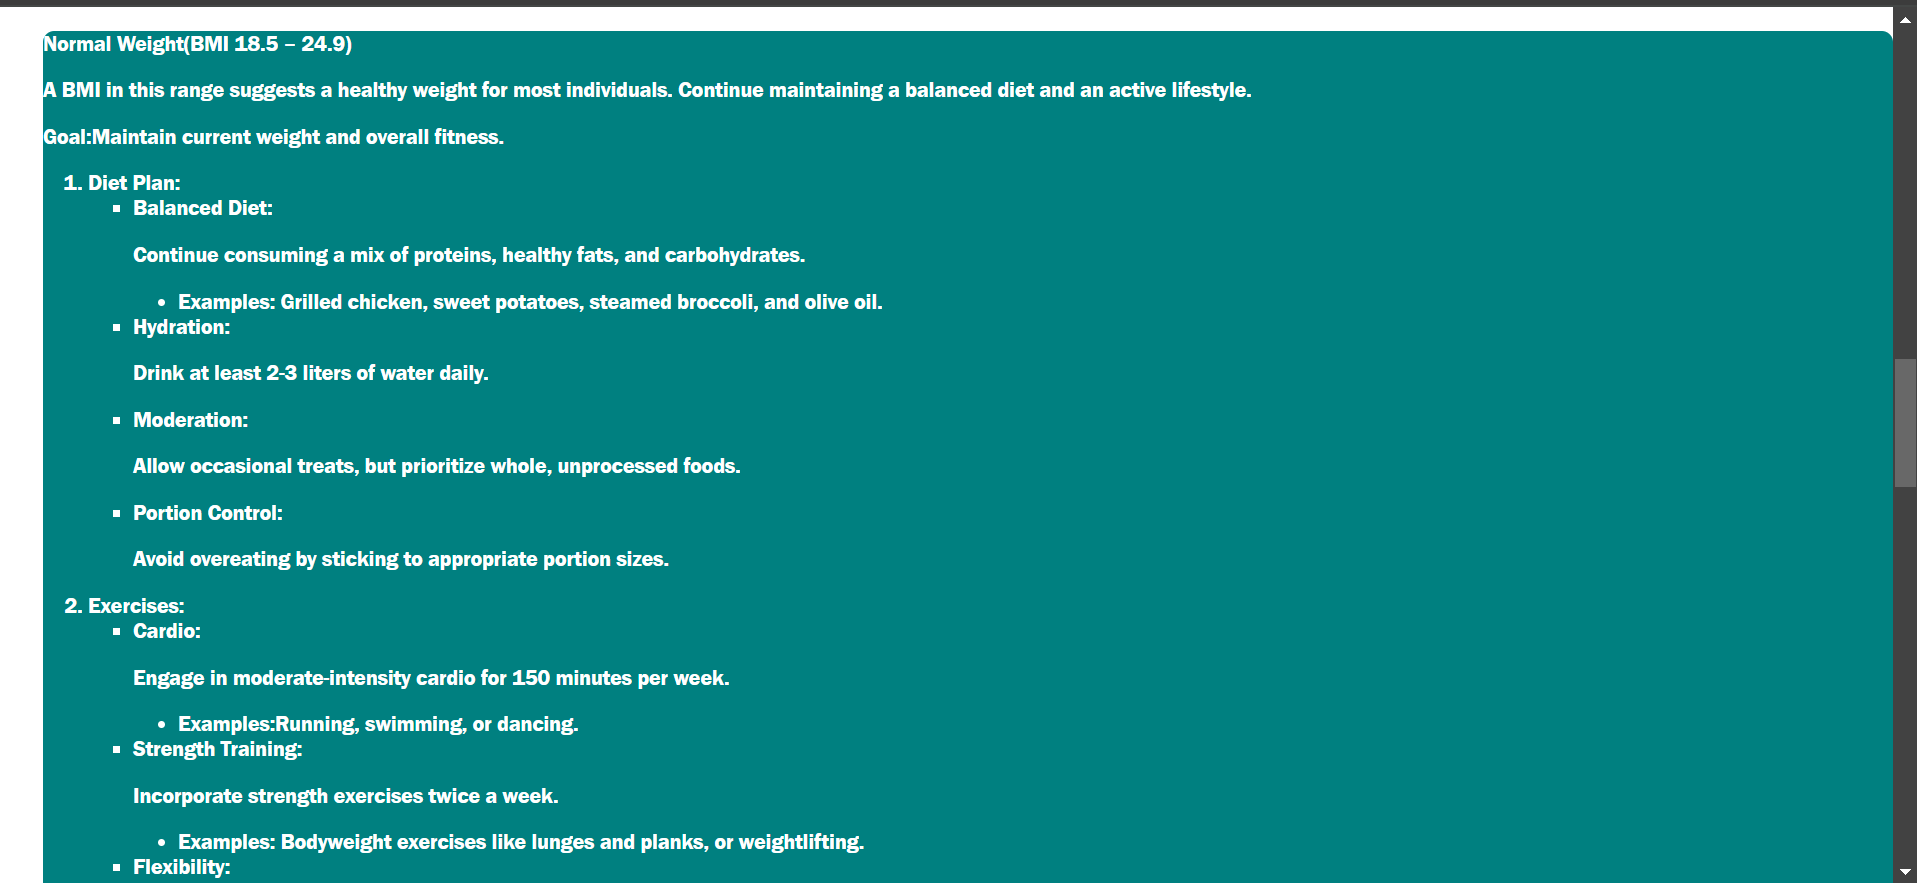 Normal Weight(BMI 18.5 – 24.9)
A BMI in this range suggests a healthy weight for most individuals. Continue maintaining a balanced diet and an active lifestyle.
Goal:Maintain current weight and overall fitness.
1. Diet Plan:
▪ Balanced Diet:
Continue consuming a mix of proteins, healthy fats, and carbohydrates.
• Examples: Grilled chicken, sweet potatoes, steamed broccoli, and olive oil.
▪ Hydration:
Drink at least 2-3 liters of water daily.
▪ Moderation:
Allow occasional treats, but prioritize whole, unprocessed foods.
▪ Portion Control:
Avoid overeating by sticking to appropriate portion sizes.
2. Exercises:
▪ Cardio:
Engage in moderate-intensity cardio for 150 minutes per week.
• Examples:Running, swimming, or dancing.
▪ Strength Training:
Incorporate strength exercises twice a week.
• Examples: Bodyweight exercises like lunges and planks, or weightlifting.
▪ Flexibility: